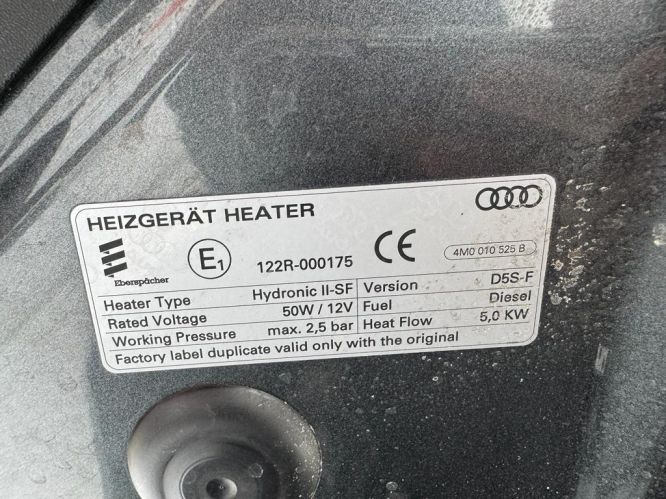 HEIZGERÄT HEATER
Eberspächer
E1
122R-000175
CE
4M0 010 525 B
Heater Type Hydronic II-SF Version D5S-F
Rated Voltage 50W / 12V Fuel Diesel
Working Pressure max. 2,5 bar Heat Flow 5,0 KW
Factory label duplicate valid only with the original